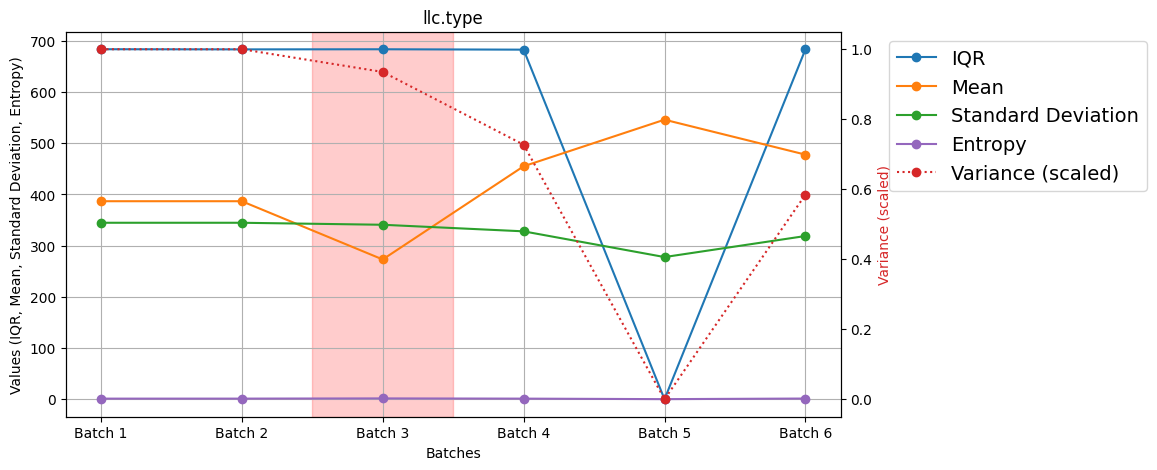 llc.type
Values (IQR, Mean, Standard Deviation, Entropy)
700
600
500
400
300
200
100
0
Batch 1
Batch 2
Batch 3
Batch 4
Batch 5
Batch 6
Batches
1.0
0.8
0.6
0.4
0.2
0.0
Variance (scaled)
IQR
Mean
Standard Deviation
Entropy
Variance (scaled)